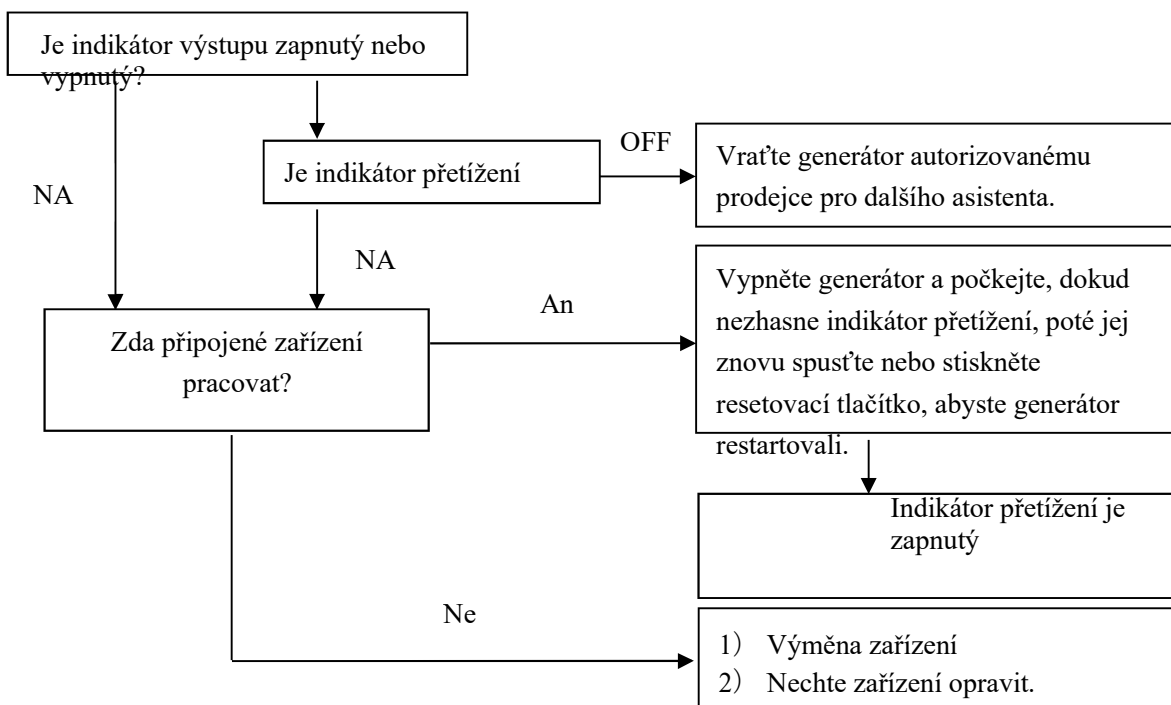 Je indikátor výstupu zapnutý nebo
vypnutý?
OFF
Je indikátor přetížení
Vraťte generátor autorizovanému
prodejce pro dalšího asistenta.
NA
NA
Zda připojené zařízení
pracovat?
An
Vypněte generátor a počkejte, dokud
nezhasne indikátor přetížení, poté jej
znovu spusťte nebo stiskněte
resetovací tlačítko, abyste generátor
restartovali.
Indikátor přetížení je
zapnutý
Ne
1） Výměna zařízení
2） Nechte zařízení opravit.